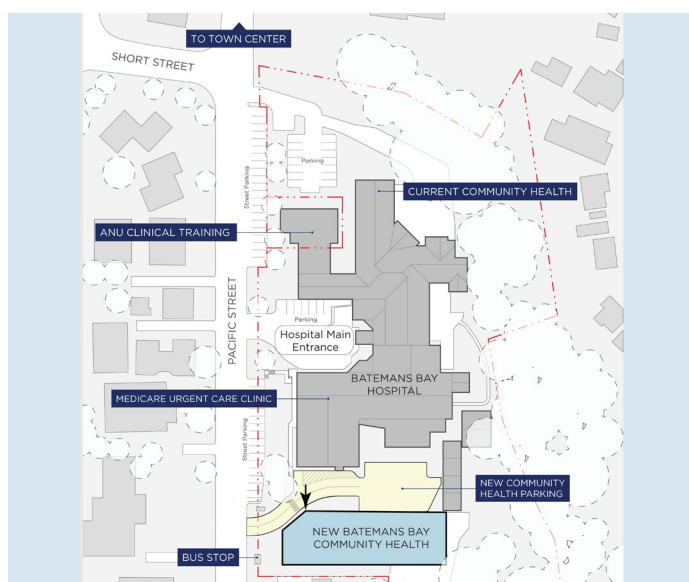 TO TOWN CENTER
SHORT STREET
Parking
Street Parking
CURRENT COMMUNITY HEALTH
ANU CLINICAL TRAINING
PACIFIC STREET
Parking
Hospital Main
Entrance
BATEMANS BAY
HOSPITAL
MEDICARE URGENT CARE CLINIC
Street Parking
NEW COMMUNITY
HEALTH PARKING
NEW BATEMANS BAY
COMMUNITY HEALTH
BUS STOP